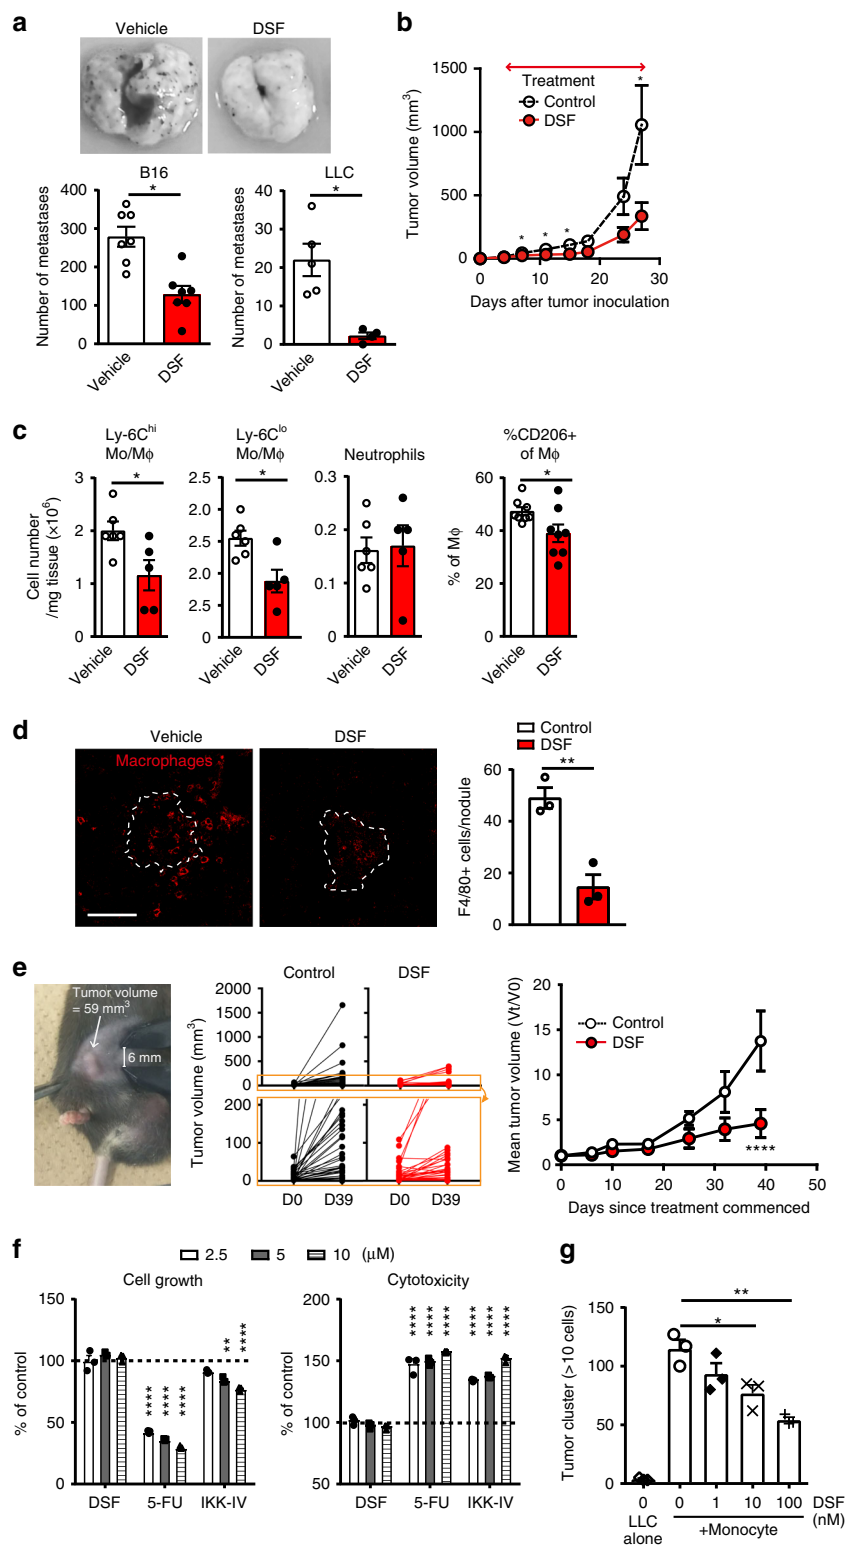 a
Vehicle
DSF
B16
LLC
Number of metastases
400
300
200
100
0
*
Vehicle
DSF
Number of metastases
40
30
20
10
0
*
Vehicle
DSF
b
Tumor volume (mm³)
1500
1000
500
0
Treatment
Control
DSF
*
* * *
0 10 20 30
Days after tumor inoculation
c
Ly-6Chi
Mo/MΦ
Ly-6Clo
Mo/MΦ
Neutrophils
%CD206+
of MΦ
Cell number
/mg tissue (×10⁶)
3
2
1
0
*
Vehicle
DSF
2.5
2.0
2.5
2.5
0
*
Vehicle
DSF
0.3
0.2
0.1
0
Vehicle
DSF
% of MΦ
60
40
20
0
*
Vehicle
DSF
d
Vehicle
DSF
Macrophages
Control
DSF
F4/80+ cells/nodule
60
40
20
0
**
e
Tumor volume
= 59 mm³
6 mm
Control
DSF
Tumor volume (mm³)
2000
1500
1000
500
0
200
100
0
D0 D39 D0 D39
Mean tumor volume (Vt/V0)
20
15
10
5
0
Control
DSF
****
0 10 20 30 40 50
Days since treatment commenced
f
2.5 5 10 (μM)
Cell growth
% of control
150
100
50
0
**** **** ****
** ****
DSF 5-FU IKK-IV
Cytotoxicity
% of control
200
150
100
50
**** **** **** **** **** ****
DSF 5-FU IKK-IV
g
Tumor cluster (>10 cells)
150
100
50
0
**
*
0 0 1 10 100 DSF
(nM)
LLC
alone
+Monocyte